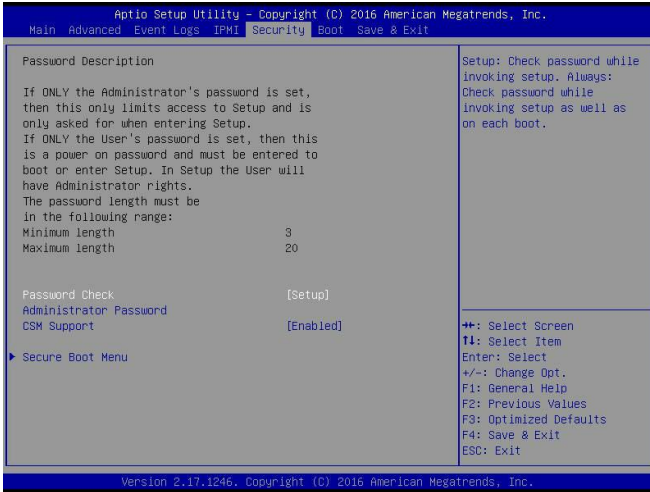 Aptio Setup Utility – Copyright (C) 2016 American Megatrends, Inc.
Main Advanced Event Logs IPMI Security Boot Save & Exit
Password Description
If ONLY the Administrator's password is set,
then this only limits access to Setup and is
only asked for when entering Setup.
If ONLY the User's password is set, then this
is a power on password and must be entered to
boot or enter Setup. In Setup the User will
have Administrator rights.
The password length must be
in the following range:
Minimum length 3
Maximum length 20
Password Check [Setup]
Administrator Password
CSM Support [Enabled]
Secure Boot Menu
Setup: Check password while
invoking setup. Always:
Check password while
invoking setup as well as
on each boot.
→←: Select Screen
↑↓: Select Item
Enter: Select
+/-: Change Opt.
F1: General Help
F2: Previous Values
F3: Optimized Defaults
F4: Save & Exit
ESC: Exit
Version 2.17.1246. Copyright (C) 2016 American Megatrends, Inc.